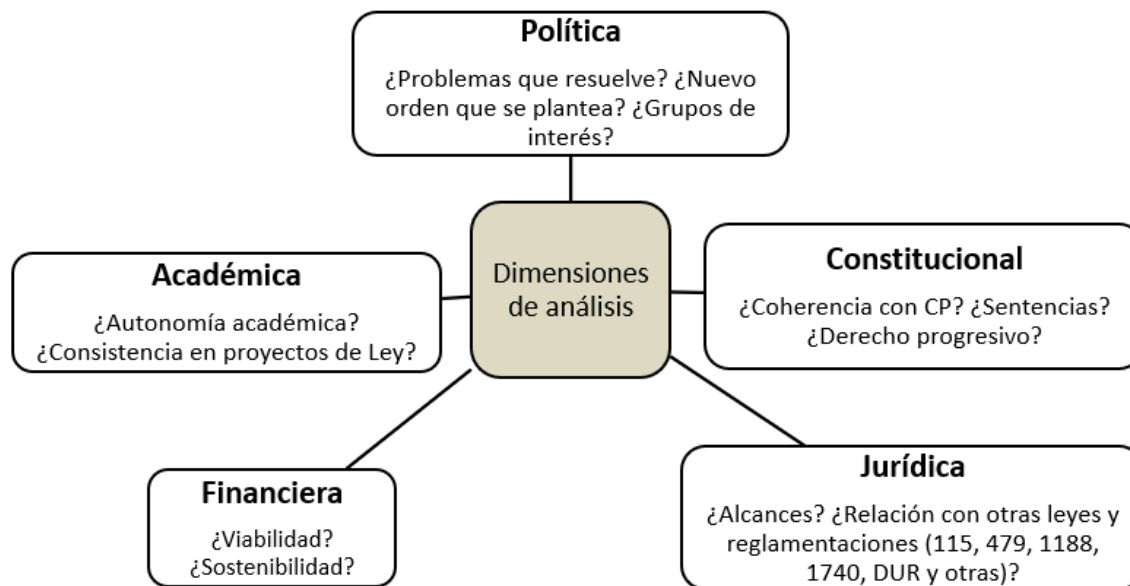 Política
¿Problemas que resuelve? ¿Nuevo
orden que se plantea? ¿Grupos de
interés?
Académica
¿Autonomía académica?
¿Consistencia en proyectos de Ley?
Dimensiones
de análisis
Constitucional
¿Coherencia con CP? ¿Sentencias?
¿Derecho progresivo?
Financiera
¿Viabilidad?
¿Sostenibilidad?
Jurídica
¿Alcances? ¿Relación con otras leyes y
reglamentaciones (115, 479, 1188,
1740, DUR y otras)?